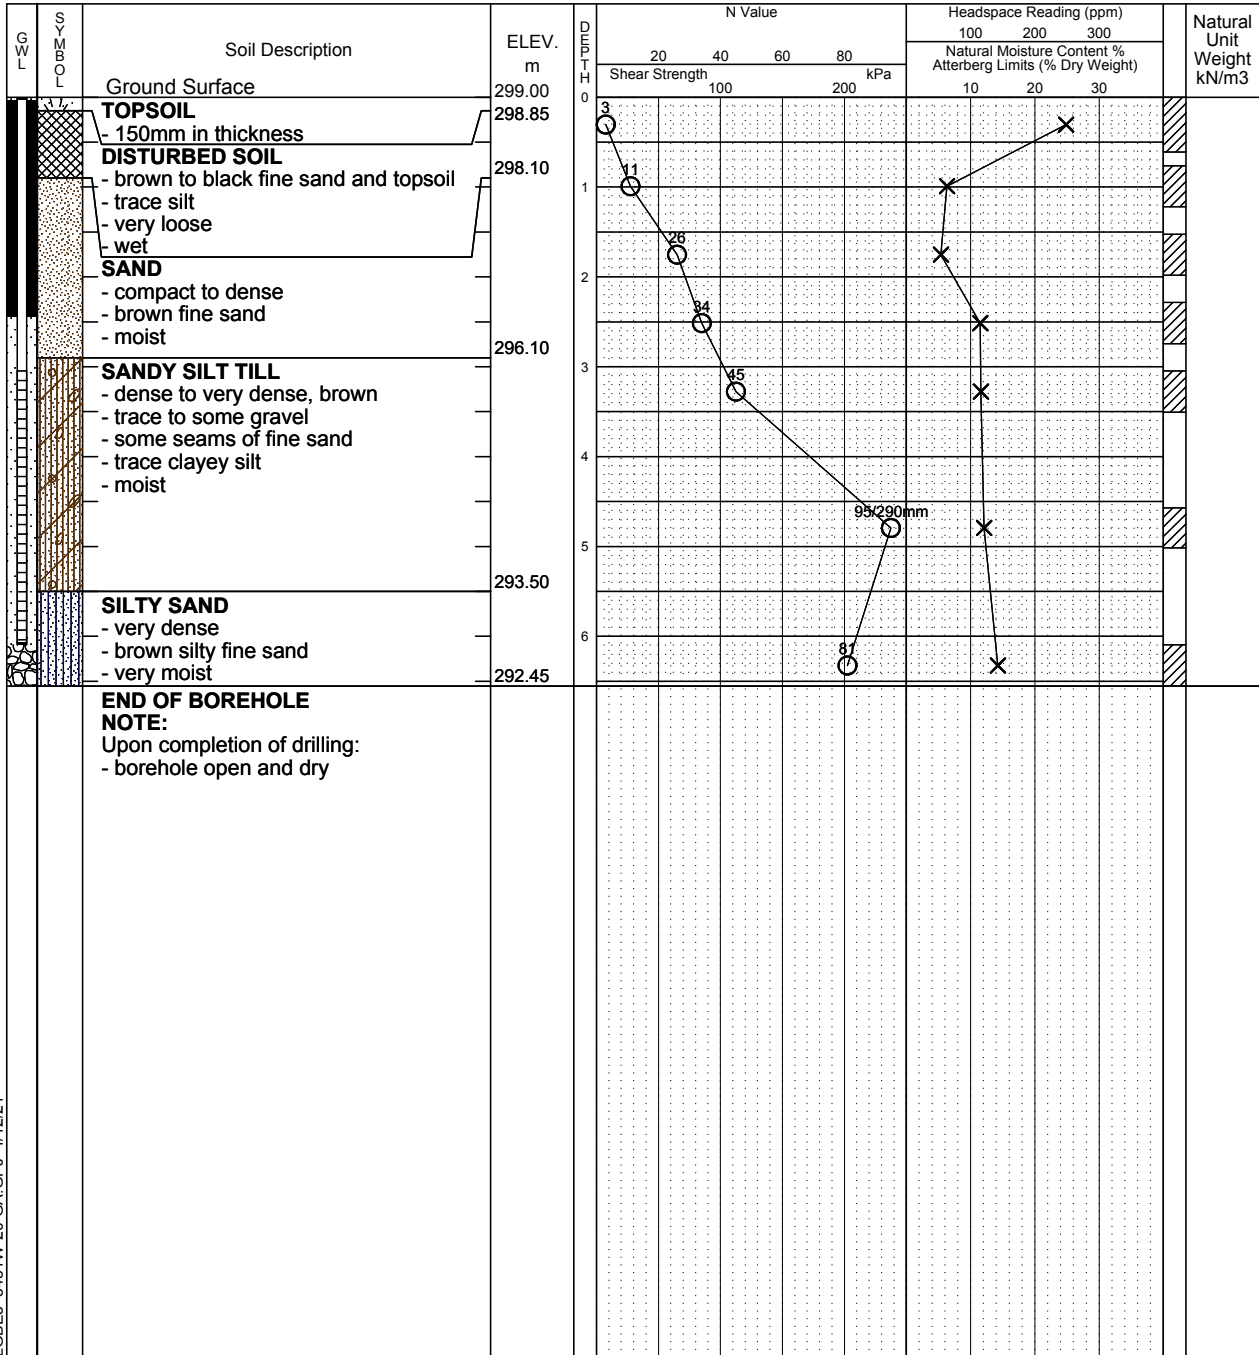 GWL
SYMBOL
Soil Description
Ground Surface
ELEV.
m
299.00
DEPTH
N Value
20 40 60 80
Shear Strength kPa
100 200
Headspace Reading (ppm)
100 200 300
Natural Moisture Content %
Atterberg Limits (% Dry Weight)
10 20 30
Natural
Unit
Weight
kN/m3
0
TOPSOIL
298.85
- 150mm in thickness
3
DISTURBED SOIL
298.10
- brown to black fine sand and topsoil
11
1
- trace silt
- very loose
- wet
26
SAND
2
- compact to dense
- brown fine sand
34
- moist
296.10
SANDY SILT TILL
3
- dense to very dense, brown
45
- trace to some gravel
- some seams of fine sand
4
- trace clayey silt
- moist
95/290mm
5
293.50
SILTY SAND
- very dense
6
- brown silty fine sand
81
- very moist
292.45
END OF BOREHOLE
NOTE:
Upon completion of drilling:
- borehole open and dry